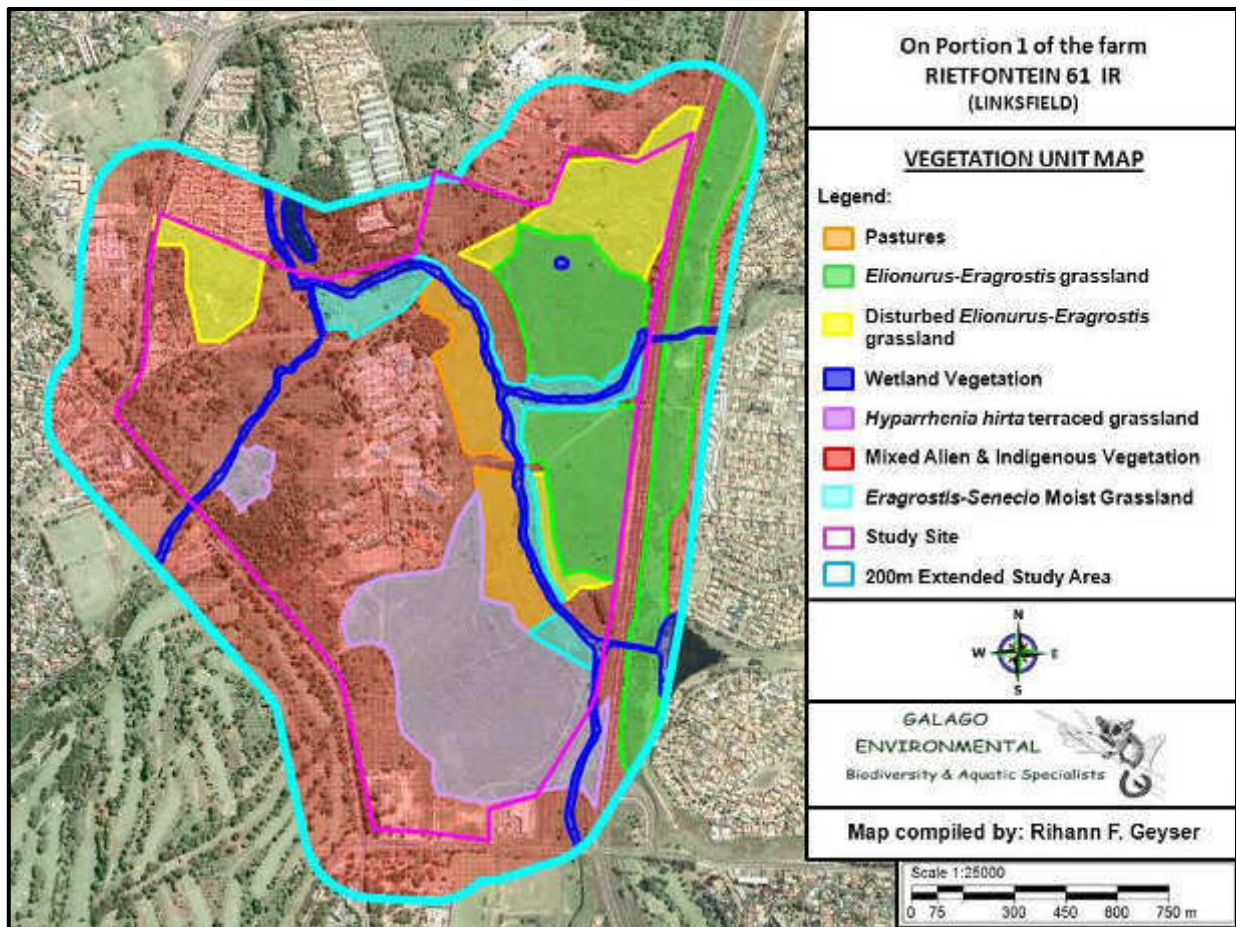 On Portion 1 of the farm
RIETFONTEIN 61 IR
(LINKSFIELD)
VEGETATION UNIT MAP
Legend:
Pastures
Elionurus-Eragrostis grassland
Disturbed Elionurus-Eragrostis
grassland
Wetland Vegetation
Hyparrhenia hirta terraced grassland
Mixed Alien & Indigenous Vegetation
Eragrostis-Senecio Moist Grassland
Study Site
200m Extended Study Area
N
W E
S
GALAGO
ENVIRONMENTAL
Biodiversity & Aquatic Specialists
Map compiled by: Rihann F. Geyser
Scale 1:25000
0 75 300 450 600 750 m